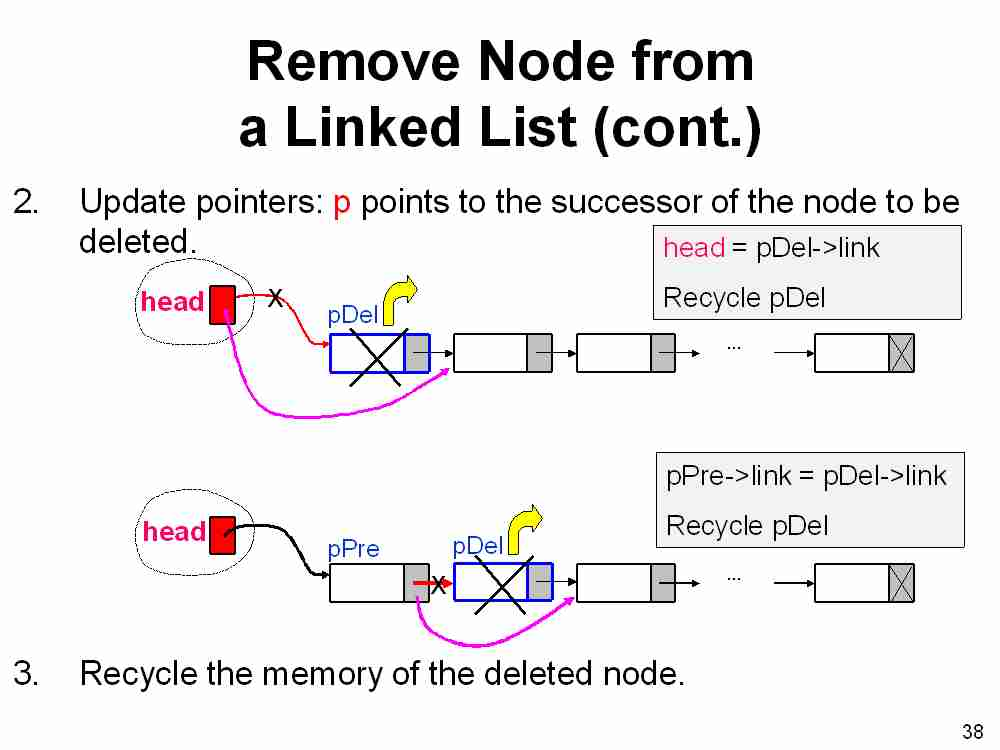 Remove Node from
a Linked List (cont.)
2. Update pointers: p points to the successor of the node to be
deleted.
head = pDel->link
Recycle pDel
head
X
pDel
...
pPre->link = pDel->link
Recycle pDel
head
pPre
pDel
X
...
3. Recycle the memory of the deleted node.
38